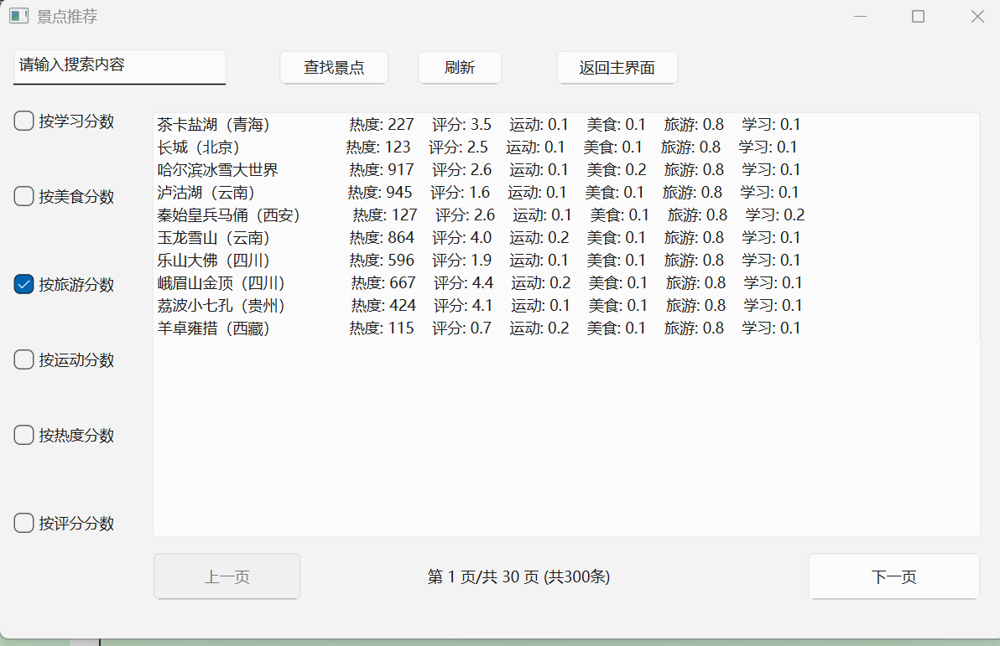 景点推荐
请输入搜索内容 查找景点 刷新 返回主界面
按学习分数
按美食分数
按旅游分数
按运动分数
按热度分数
按评分分数
茶卡盐湖（青海） 热度: 227 评分: 3.5 运动: 0.1 美食: 0.1 旅游: 0.8 学习: 0.1
长城（北京） 热度: 123 评分: 2.5 运动: 0.1 美食: 0.1 旅游: 0.8 学习: 0.1
哈尔滨冰雪大世界 热度: 917 评分: 2.6 运动: 0.1 美食: 0.2 旅游: 0.8 学习: 0.1
泸沽湖（云南） 热度: 945 评分: 1.6 运动: 0.1 美食: 0.1 旅游: 0.8 学习: 0.1
秦始皇兵马俑（西安） 热度: 127 评分: 2.6 运动: 0.1 美食: 0.1 旅游: 0.8 学习: 0.2
玉龙雪山（云南） 热度: 864 评分: 4.0 运动: 0.2 美食: 0.1 旅游: 0.8 学习: 0.1
乐山大佛（四川） 热度: 596 评分: 1.9 运动: 0.1 美食: 0.1 旅游: 0.8 学习: 0.1
峨眉山金顶（四川） 热度: 667 评分: 4.4 运动: 0.2 美食: 0.1 旅游: 0.8 学习: 0.1
荔波小七孔（贵州） 热度: 424 评分: 4.1 运动: 0.1 美食: 0.1 旅游: 0.8 学习: 0.1
羊卓雍措（西藏） 热度: 115 评分: 0.7 运动: 0.2 美食: 0.1 旅游: 0.8 学习: 0.1
上一页 第 1 页/共 30 页 (共300条) 下一页